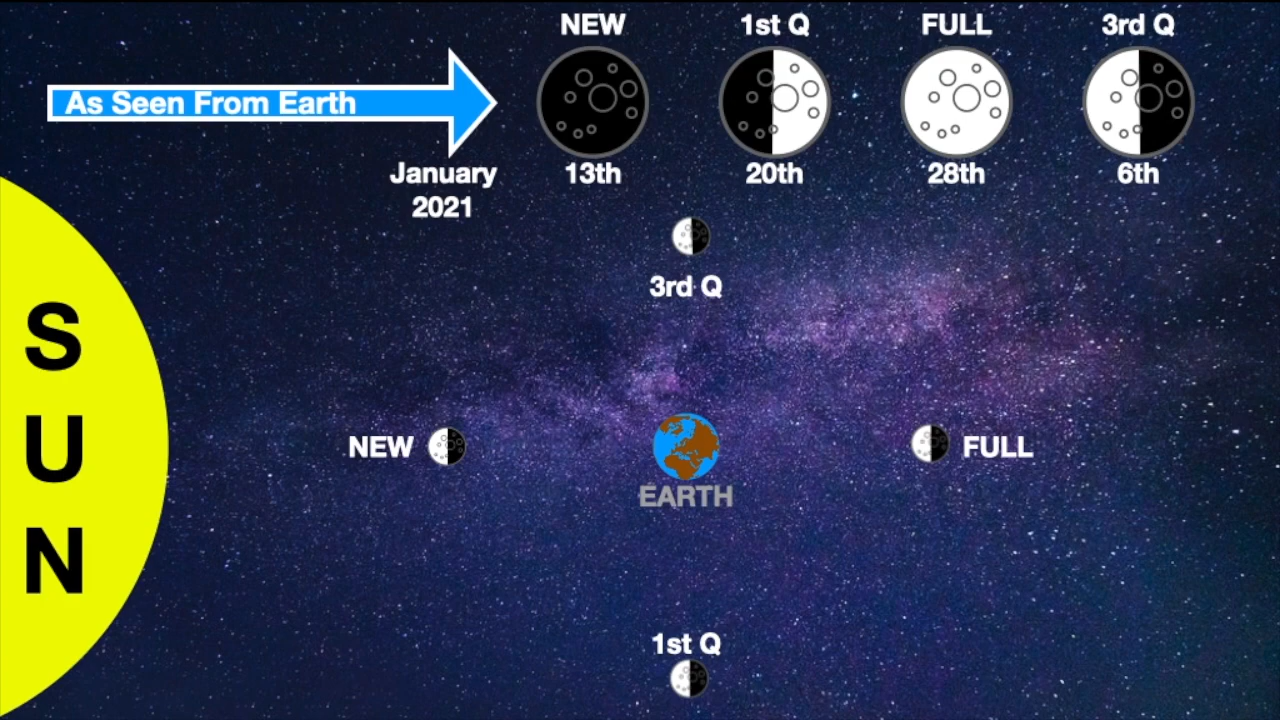 NEW
1st Q
FULL
3rd Q
As Seen From Earth
January
2021
13th
20th
28th
6th
3rd Q
SUN
NEW
FULL
EARTH
1st Q